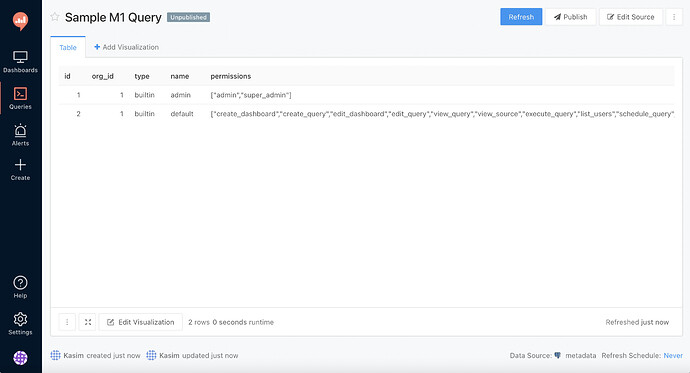 Sample M1 Query Unpublished Refresh Publish Edit Source
Table + Add Visualization
Dashboards
Queries
Alerts
Create
Help
Settings
id org_id type name permissions
1 1 builtin admin ["admin","super_admin"]
2 1 builtin default ["create_dashboard","create_query","edit_dashboard","edit_query","view_query","view_source","execute_query","list_users","schedule_query"
Edit Visualization 2 rows 0 seconds runtime Refreshed just now
Kasim created just now Kasim updated just now Data Source: metadata Refresh Schedule: Never